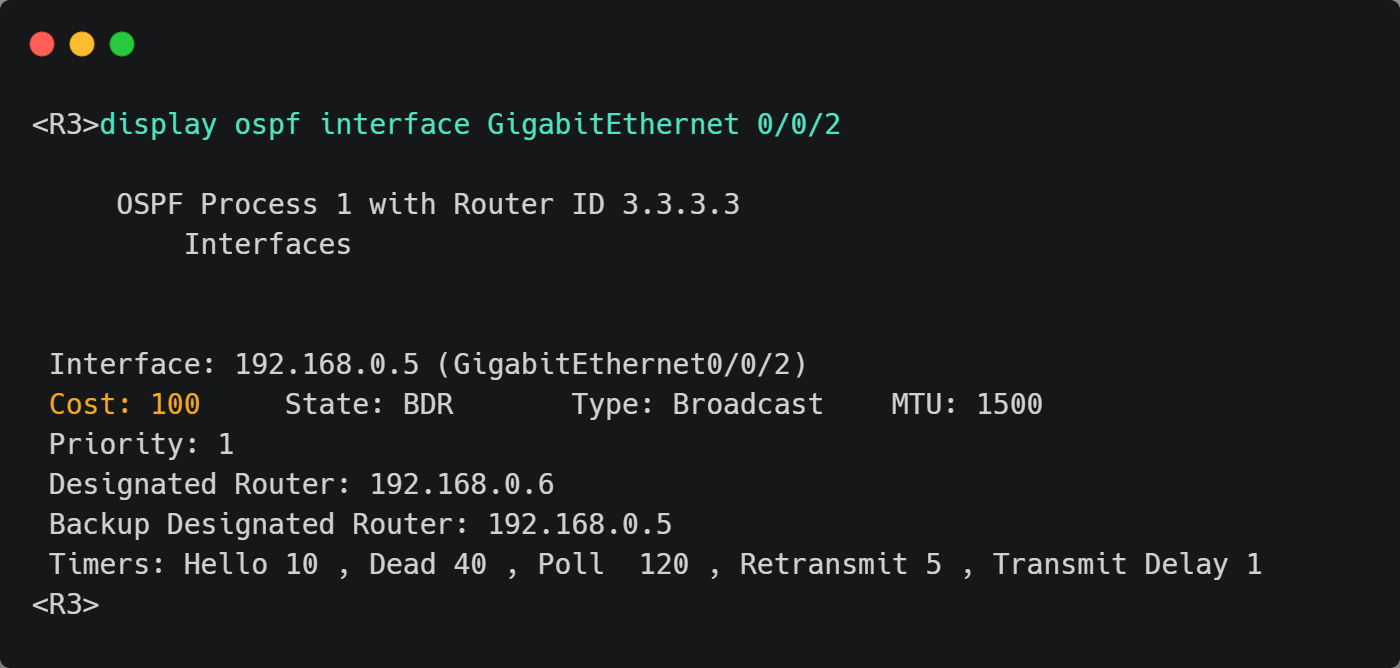 <R3>display ospf interface GigabitEthernet 0/0/2
OSPF Process 1 with Router ID 3.3.3.3
Interfaces
Interface: 192.168.0.5 (GigabitEthernet0/0/2)
Cost: 100     State: BDR       Type: Broadcast    MTU: 1500
Priority: 1
Designated Router: 192.168.0.6
Backup Designated Router: 192.168.0.5
Timers: Hello 10 , Dead 40 , Poll  120 , Retransmit 5 , Transmit Delay 1
<R3>